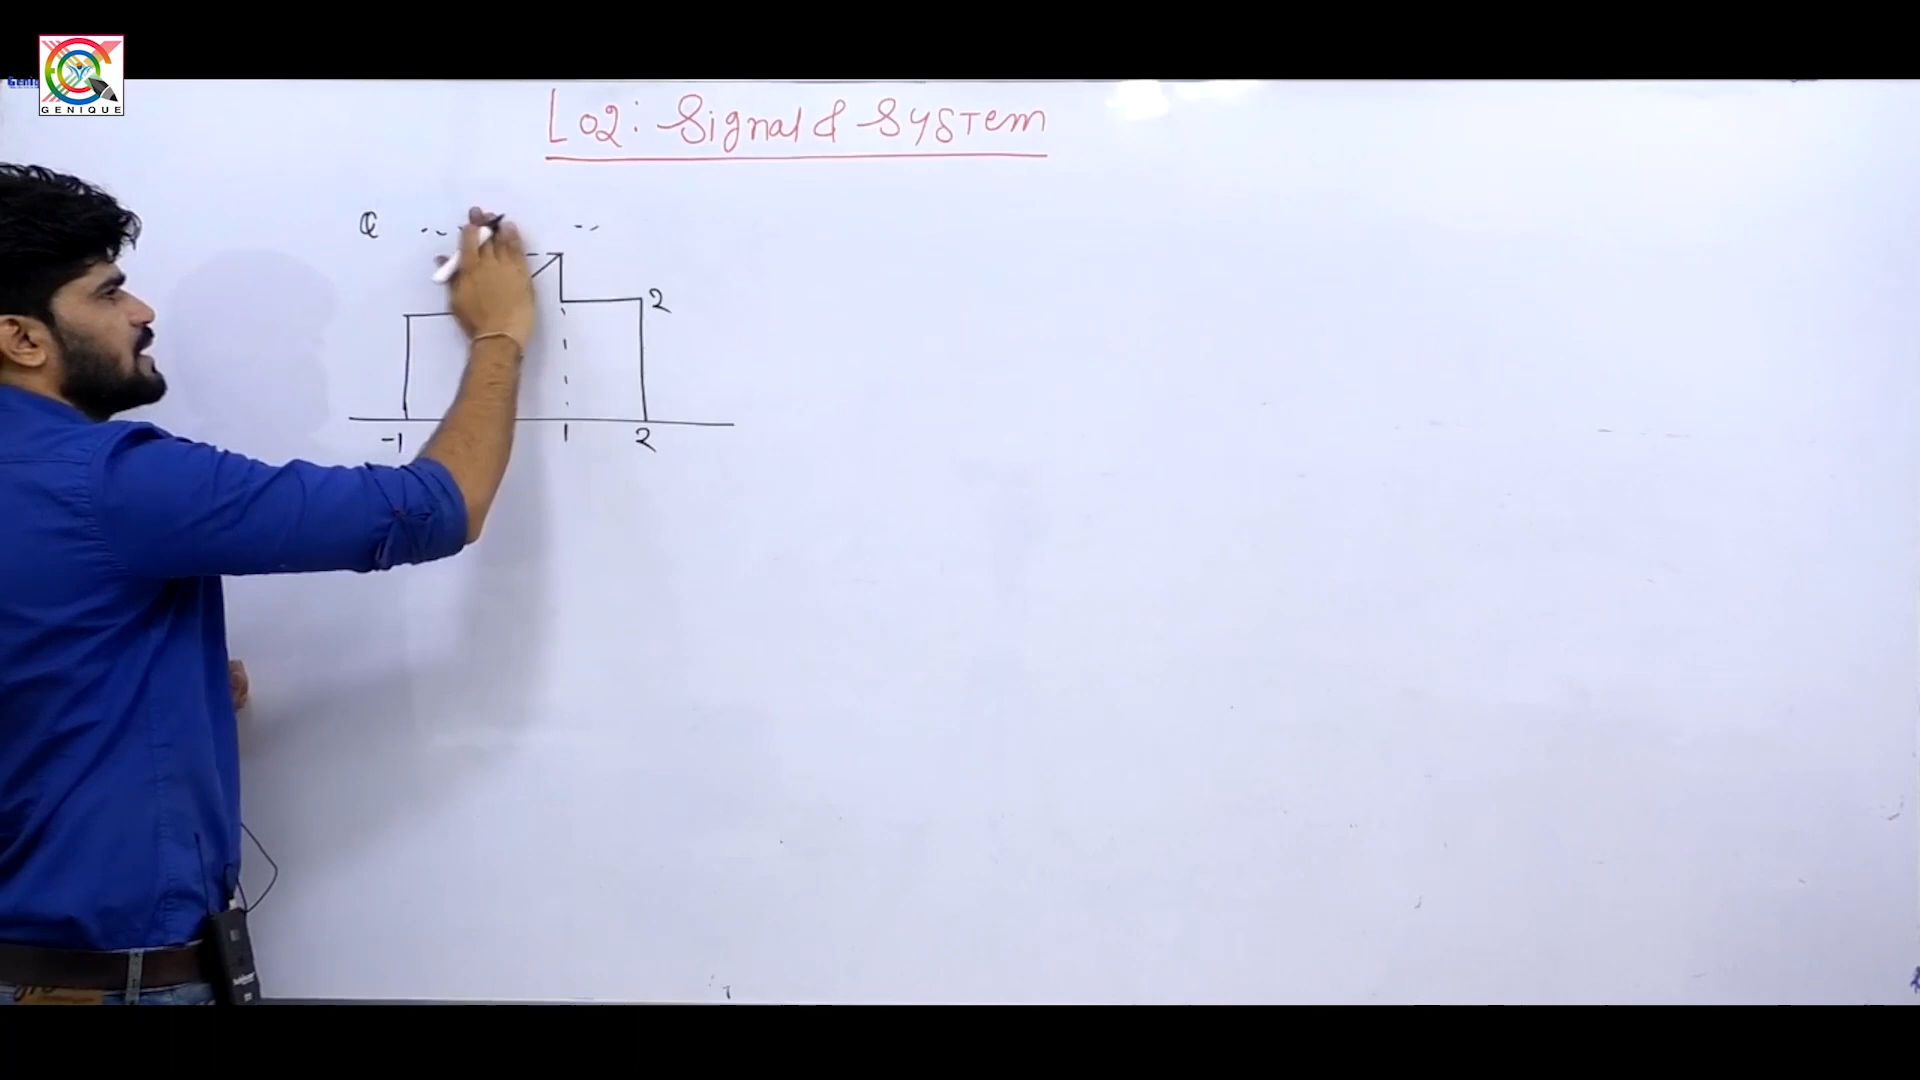 GENIQUE
L02: Signal & SYSTem
Q
2
-1 1 2